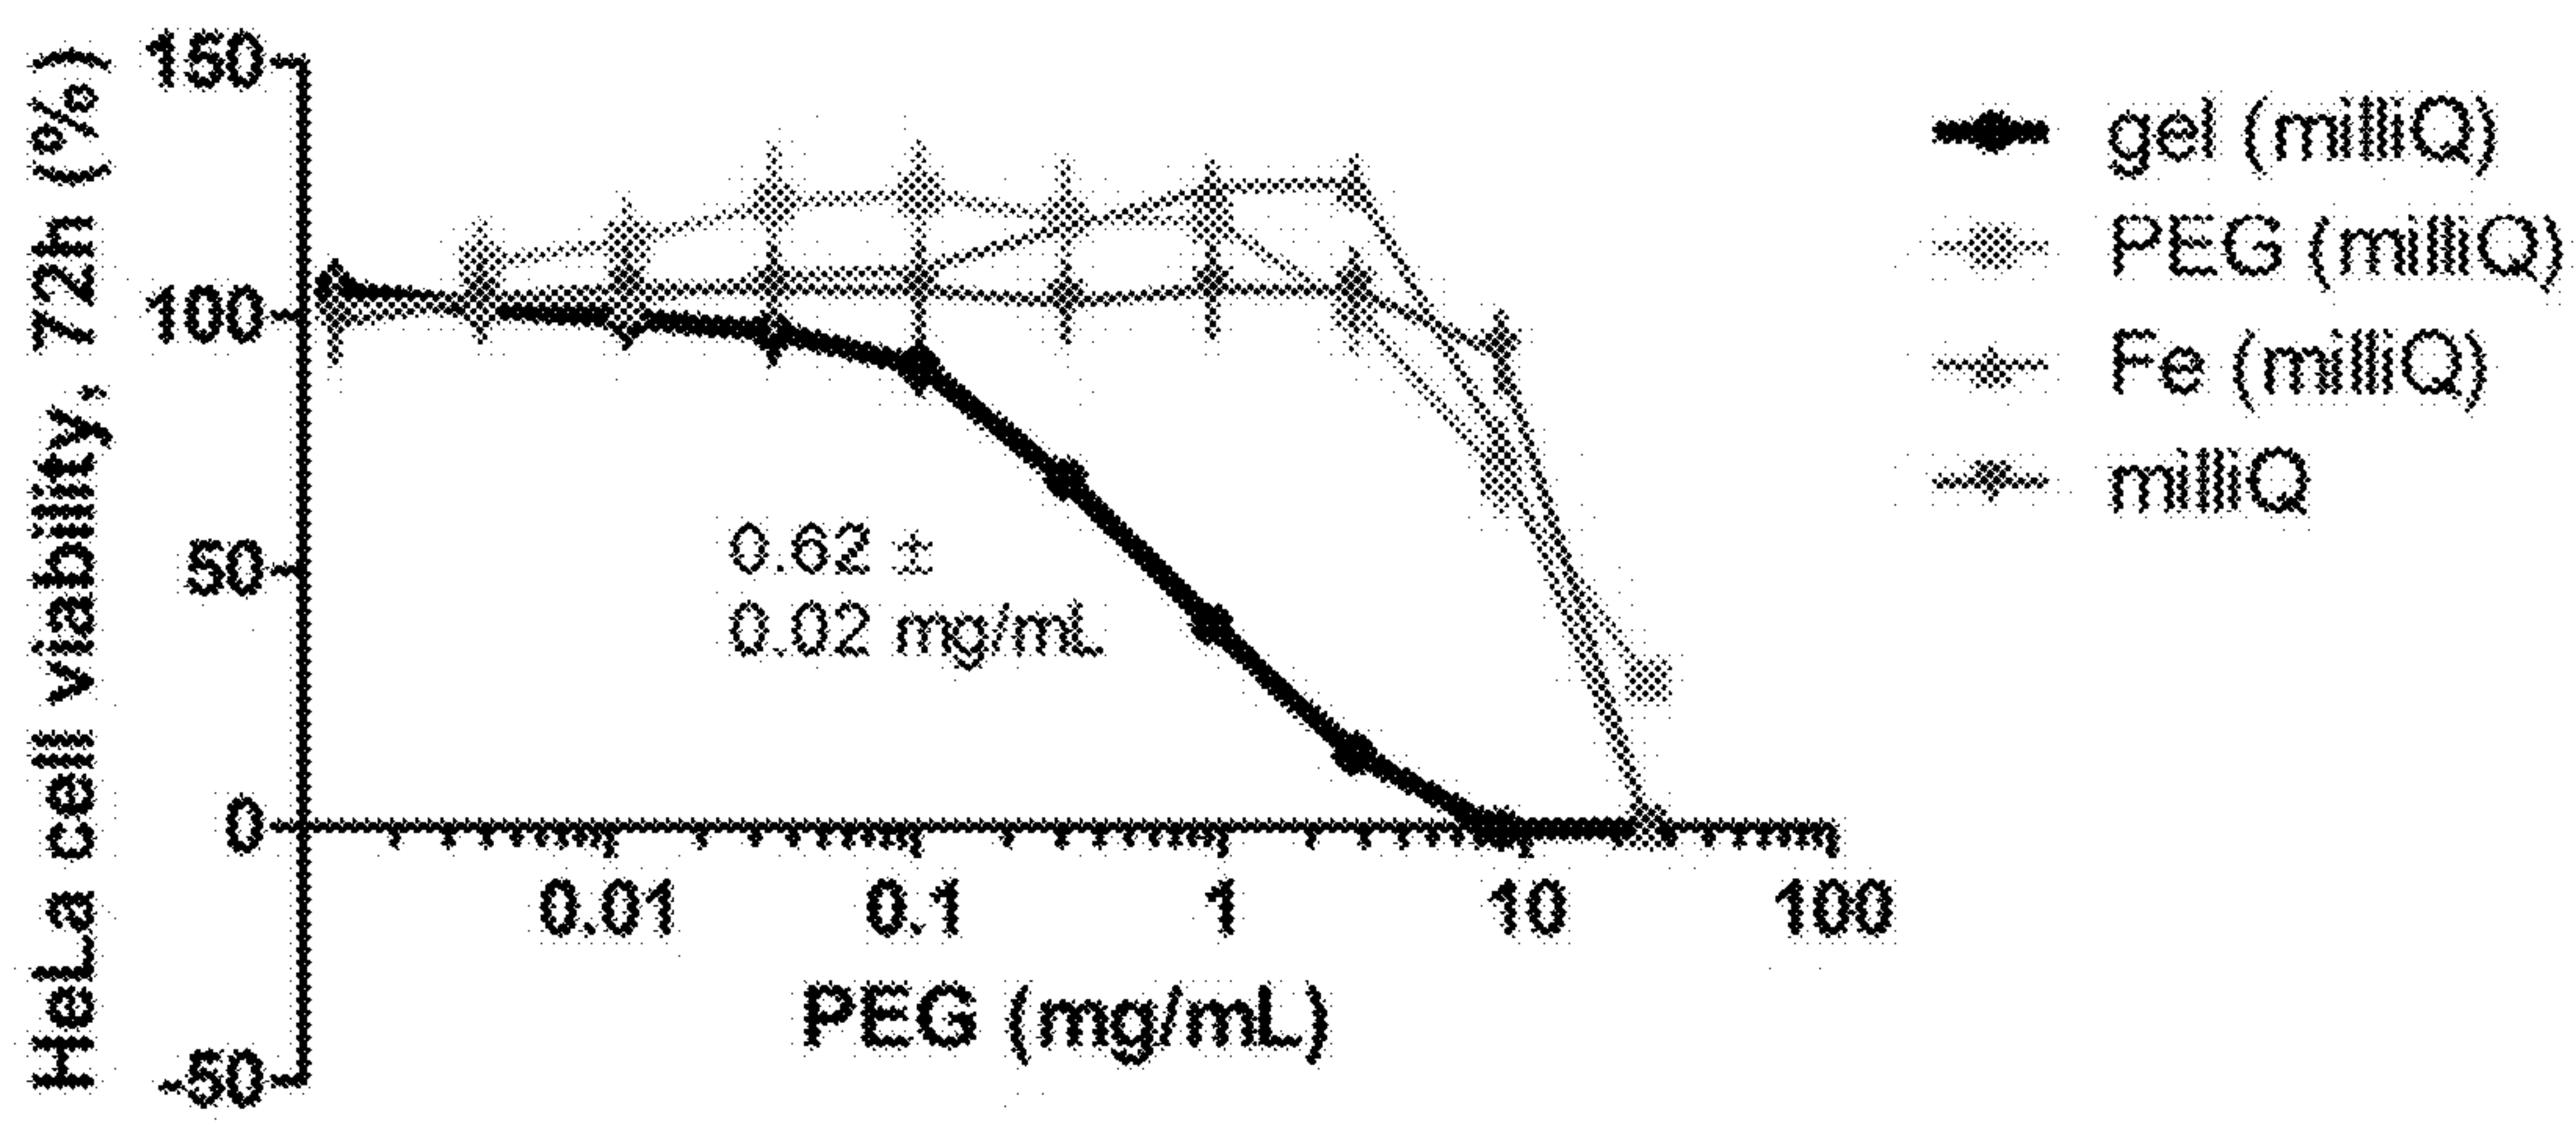 HeLa cell viability, 72h (%)
150
100
50
0
-50
0.01
0.1
1
10
100
PEG (mg/mL)
0.62 ±
0.02 mg/mL
gel (milliQ)
PEG (milliQ)
Fe (milliQ)
milliQ